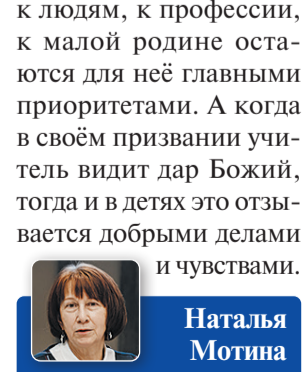 к людям, к профессии,
к малой родине оста-
ются для неё главными
приоритетами. А когда
в своём призвании учи-
тель видит дар Божий,
тогда и в детях это отзы-
вается добрыми делами
и чувствами.
Наталья
Мотина